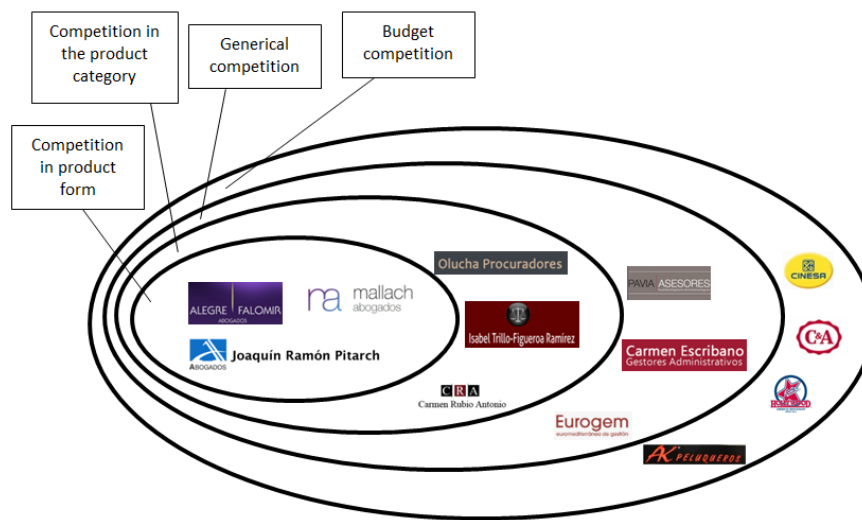 Competition in
the product
category
Generical
competition
Budget
competition
Competition
in product
form
Olucha Procuradores
PAVIA ASESORES
CINESA
ALEGRE FALOMIR
ABOGADOS
ra mallach
abogados
Isabel Trillo-Figueroa Ramírez
C&A
Carmen Escribano
Gestores Administrativos
ABOGADOS
Joaquín Ramón Pitarch
CRA
Carmen Rubio Antonio
Eurogem
euromediterránea de gestión
AK PELUQUEROS